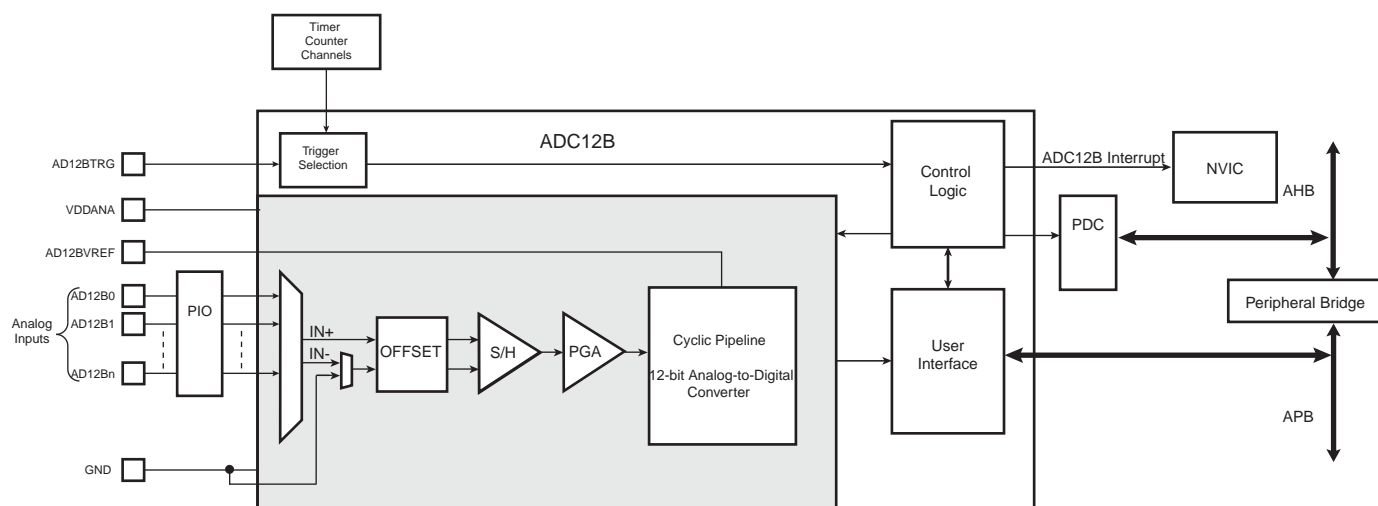 Timer
Counter
Channels
ADC12B
AD12BTRG
Trigger
Selection
Control
Logic
ADC12B Interrupt
NVIC
AHB
VDDANA
PDC
AD12BVREF
Analog
Inputs
AD12B0
AD12B1
AD12Bn
PIO
IN+
IN-
OFFSET
S/H
PGA
Cyclic Pipeline
12-bit Analog-to-Digital
Converter
User
Interface
Peripheral Bridge
APB
GND